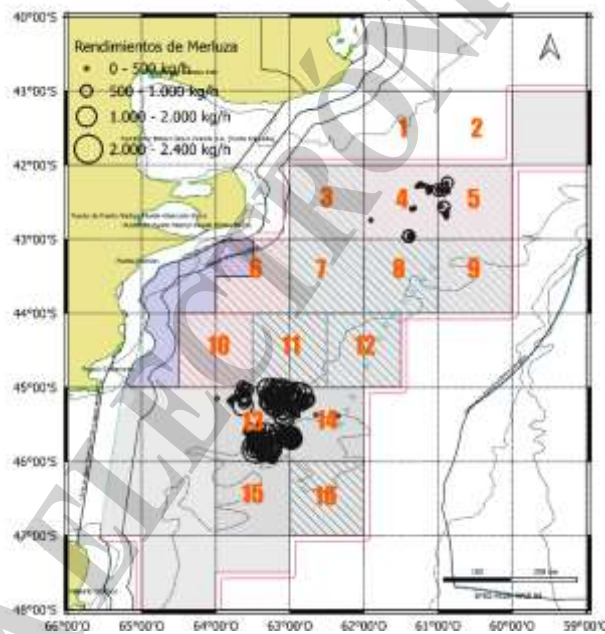 40°00'S
Rendimientos de Merluza
0 - 500 kg/h
500 - 1.000 kg/h
1.000 - 2.000 kg/h
2.000 - 2.400 kg/h
41°00'S
42°00'S
43°00'S
44°00'S
45°00'S
46°00'S
47°00'S
48°00'S
1
2
3
4
5
6
7
8
9
10
11
12
13
14
15
16
66°00'O
65°00'O
64°00'O
63°00'O
62°00'O
61°00'O
60°00'O
59°00'O
100
200 km